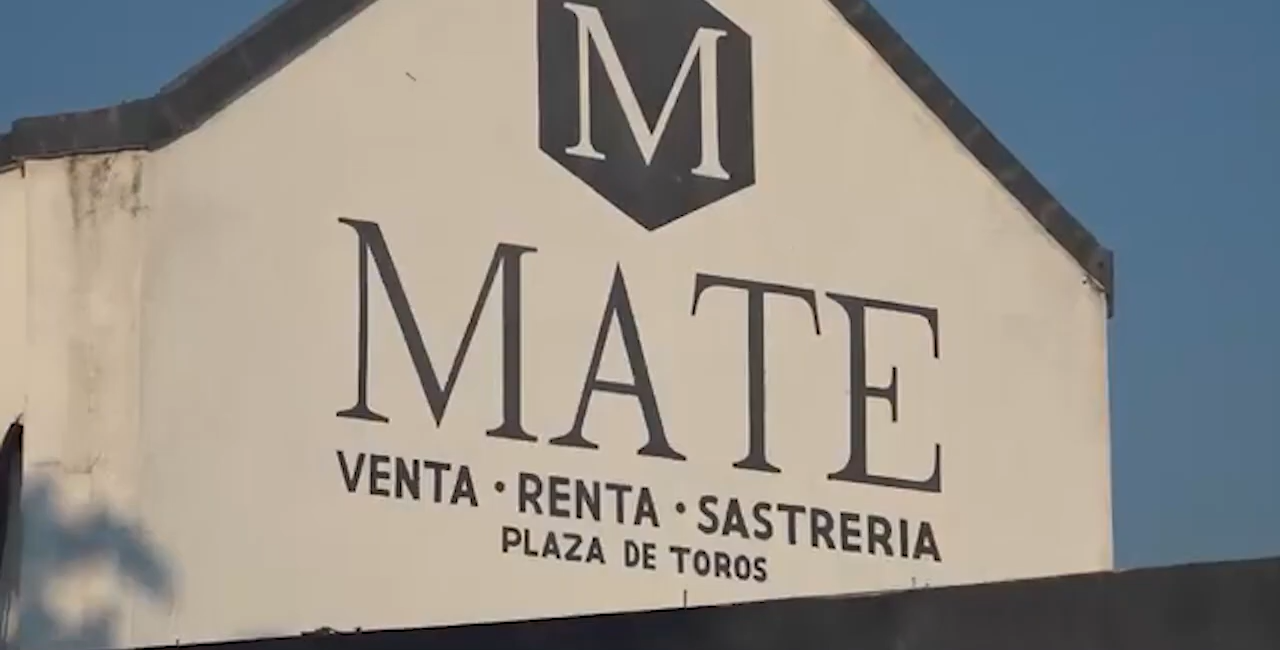 M
MATE
VENTA · RENTA · SASTRERIA
PLAZA DE TOROS